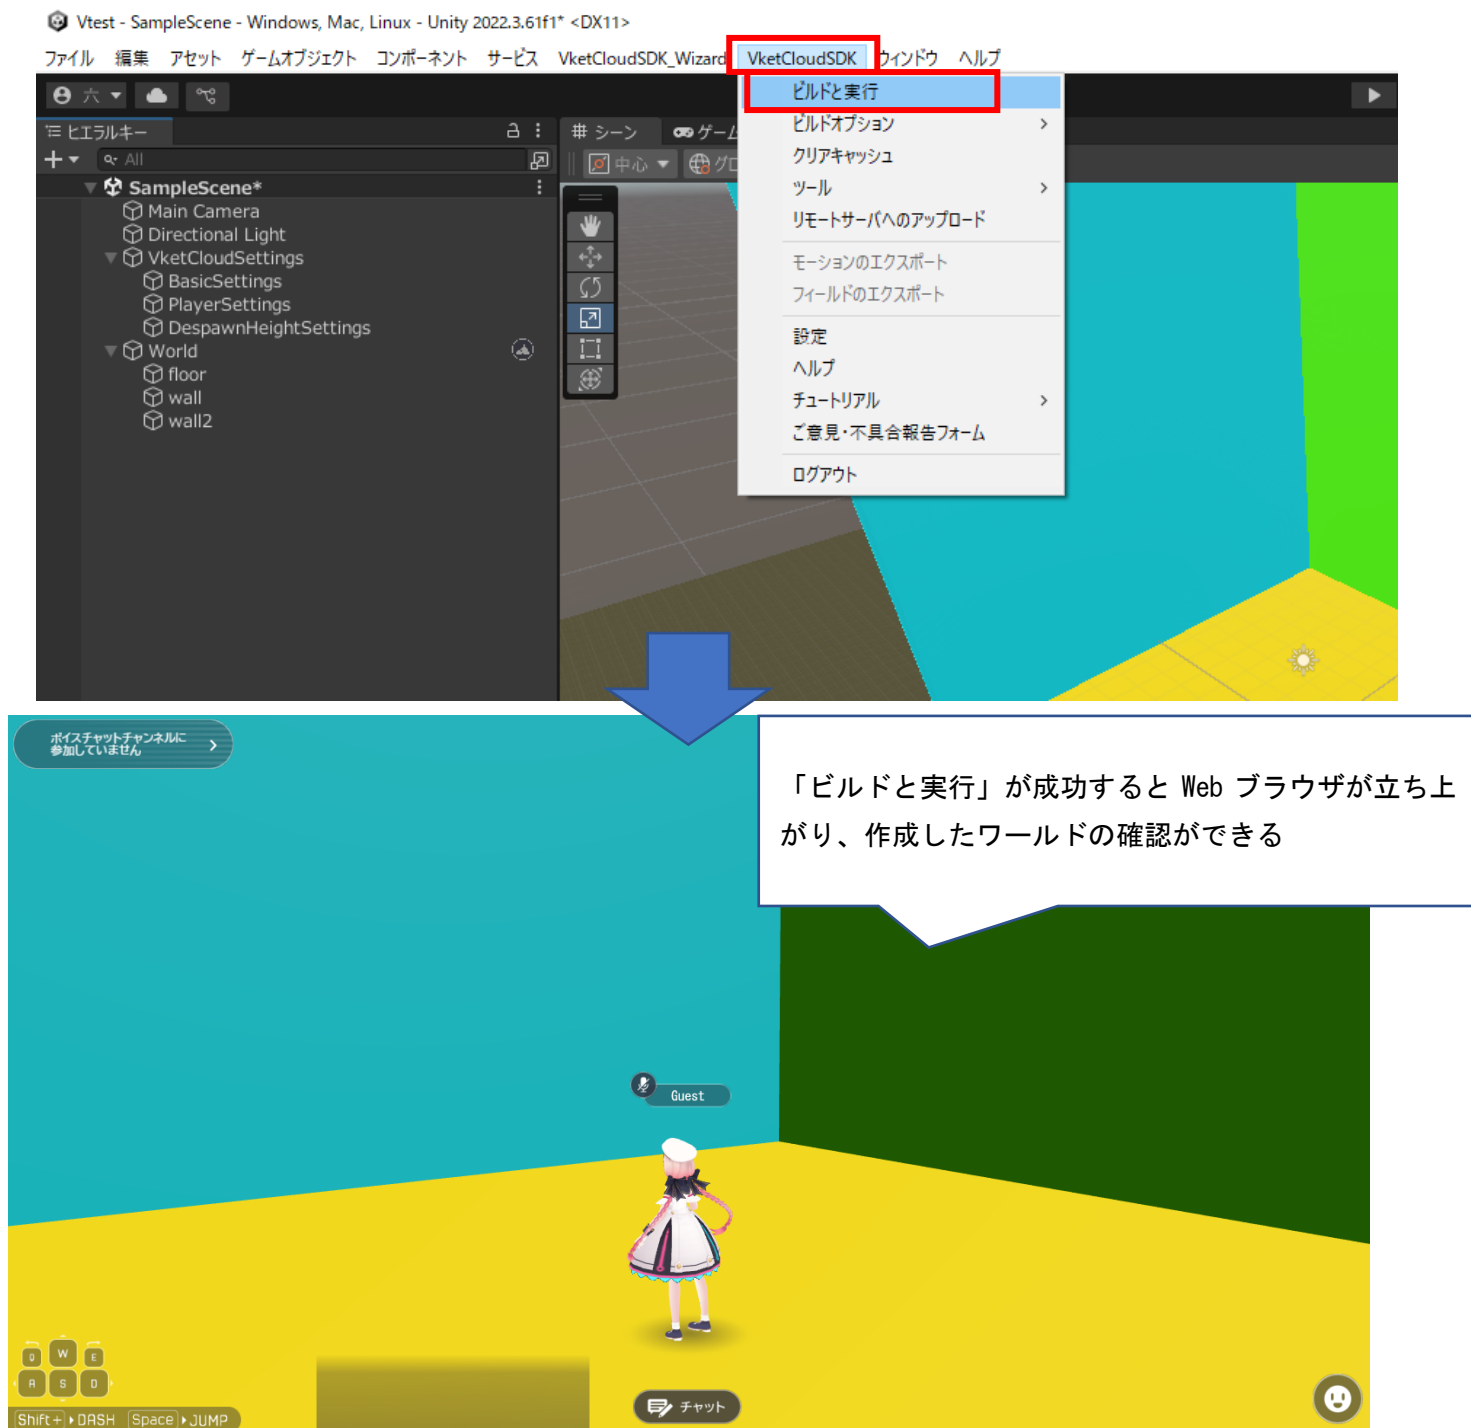 Vtest - SampleScene - Windows, Mac, Linux - Unity 2022.3.61f1* <DX11>
ファイル 編集 アセット ゲームオブジェクト コンポーネント サービス VketCloudSDK_Wizard VketCloudSDK ウィンドウ ヘルプ
六
ヒエラルキー
All
SampleScene*
Main Camera
Directional Light
VketCloudSettings
BasicSettings
PlayerSettings
DespawnHeightSettings
World
floor
wall
wall2
シーン ゲーム
中心 グロ
ビルドと実行
ビルドオプション
クリアキャッシュ
ツール
リモートサーバへのアップロード
モーションのエクスポート
フィールドのエクスポート
設定
ヘルプ
チュートリアル
ご意見・不具合報告フォーム
ログアウト
ボイスチャットチャンネルに
参加していません
「ビルドと実行」が成功すると Web ブラウザが立ち上
がり、作成したワールドの確認ができる
Guest
Q W E
A S D
Shift + DASH Space JUMP
チャット